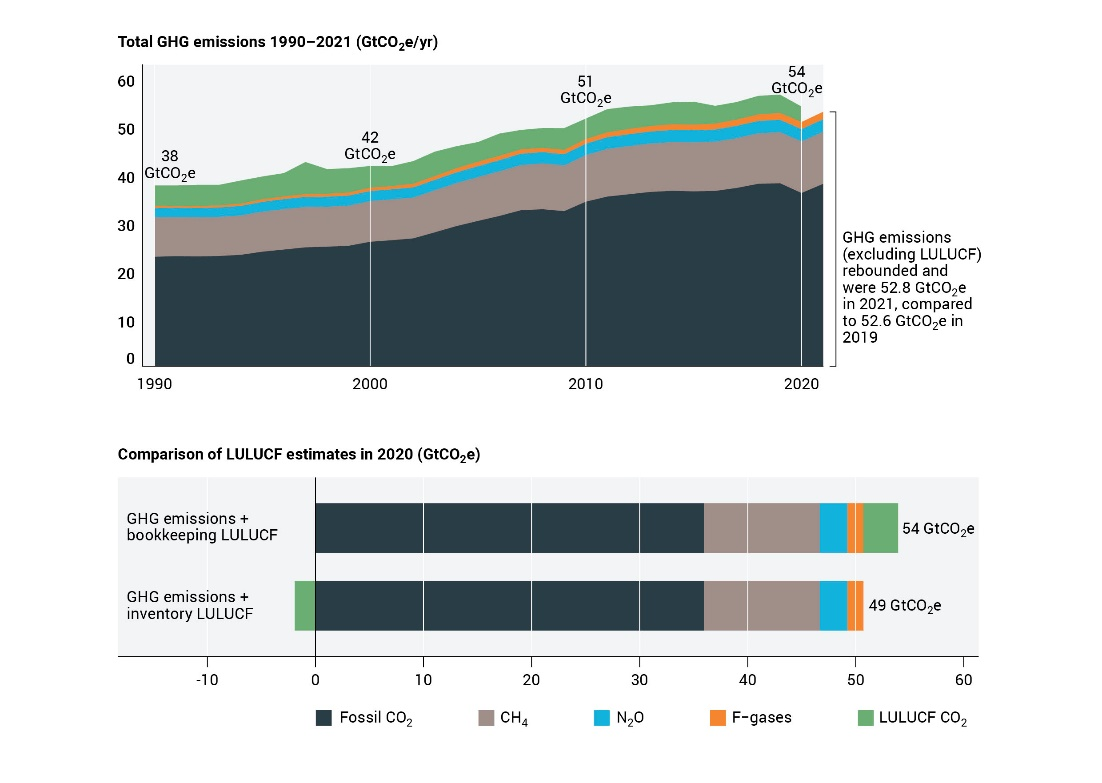 Total GHG emissions 1990–2021 (GtCO₂e/yr)
60
50
40
30
20
10
0
38
GtCO₂e
42
GtCO₂e
51
GtCO₂e
54
GtCO₂e
GHG emissions
(excluding LULUCF)
rebounded and
were 52.8 GtCO₂e
in 2021, compared
to 52.6 GtCO₂e in
2019
1990
2000
2010
2020
Comparison of LULUCF estimates in 2020 (GtCO₂e)
GHG emissions +
bookkeeping LULUCF
54 GtCO₂e
GHG emissions +
inventory LULUCF
49 GtCO₂e
-10
0
10
20
30
40
50
60
Fossil CO₂
CH₄
N₂O
F-gases
LULUCF CO₂